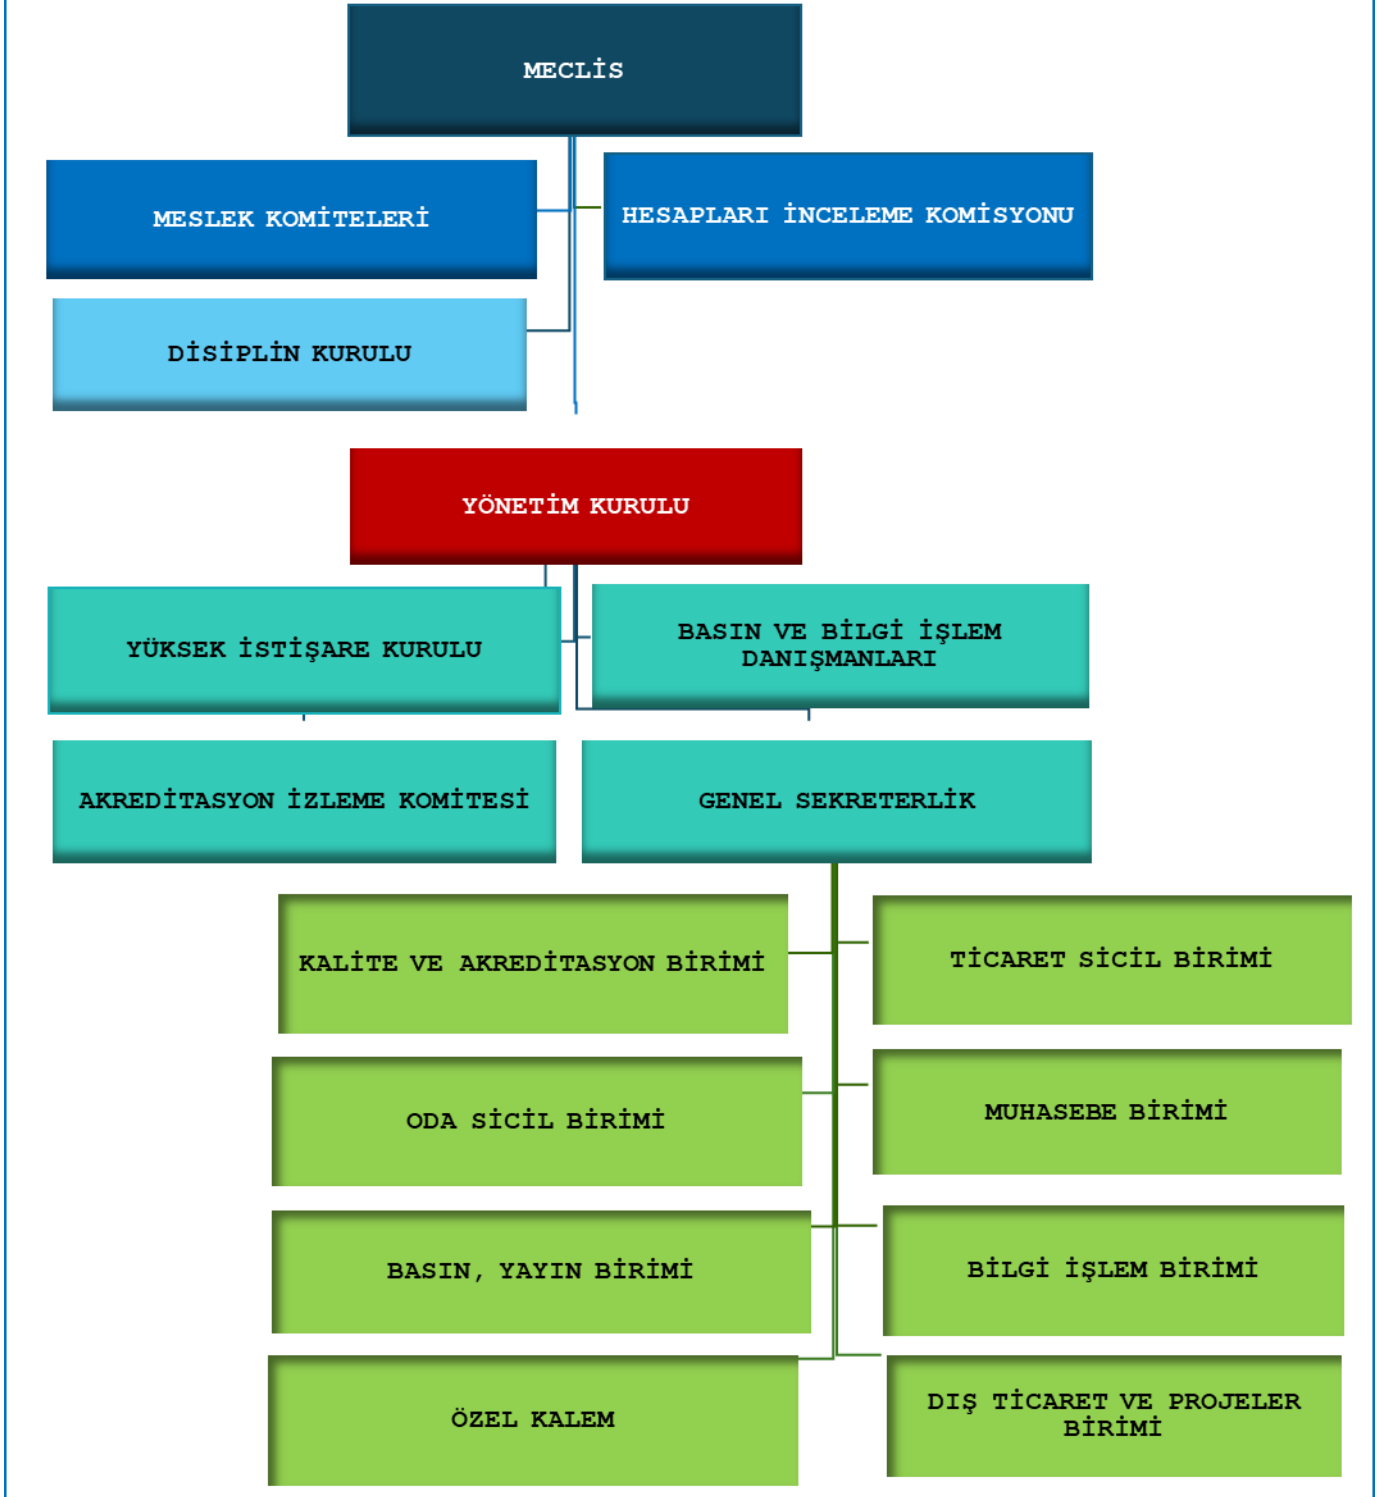 MECLİS
MESLEK KOMİTELERİ
HESAPLARI İNCELEME KOMİSYONU
DİSİPLİN KURULU
YÖNETİM KURULU
YÜKSEK İSTİŞARE KURULU
BASIN VE BİLGİ İŞLEM
DANIŞMANLARI
AKREDİTASYON İZLEME KOMİTESİ
GENEL SEKRETERLİK
KALİTE VE AKREDİTASYON BİRİMİ
TİCARET SİCİL BİRİMİ
ODA SİCİL BİRİMİ
MUHASEBE BİRİMİ
BASIN, YAYIN BİRİMİ
BİLGİ İŞLEM BİRİMİ
ÖZEL KALEM
DIŞ TİCARET VE PROJELER
BİRİMİ